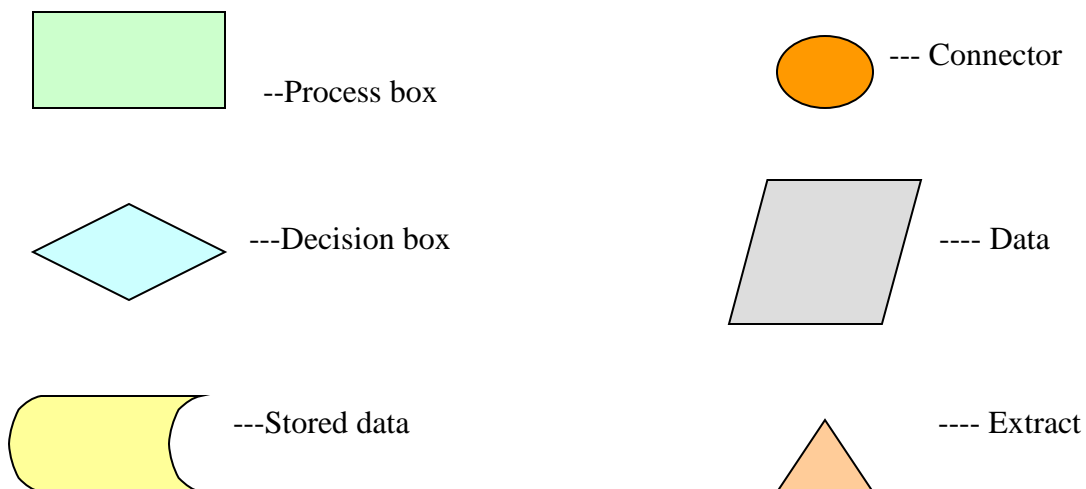 --Process box
--- Connector
---Decision box
---- Data
---Stored data
---- Extract